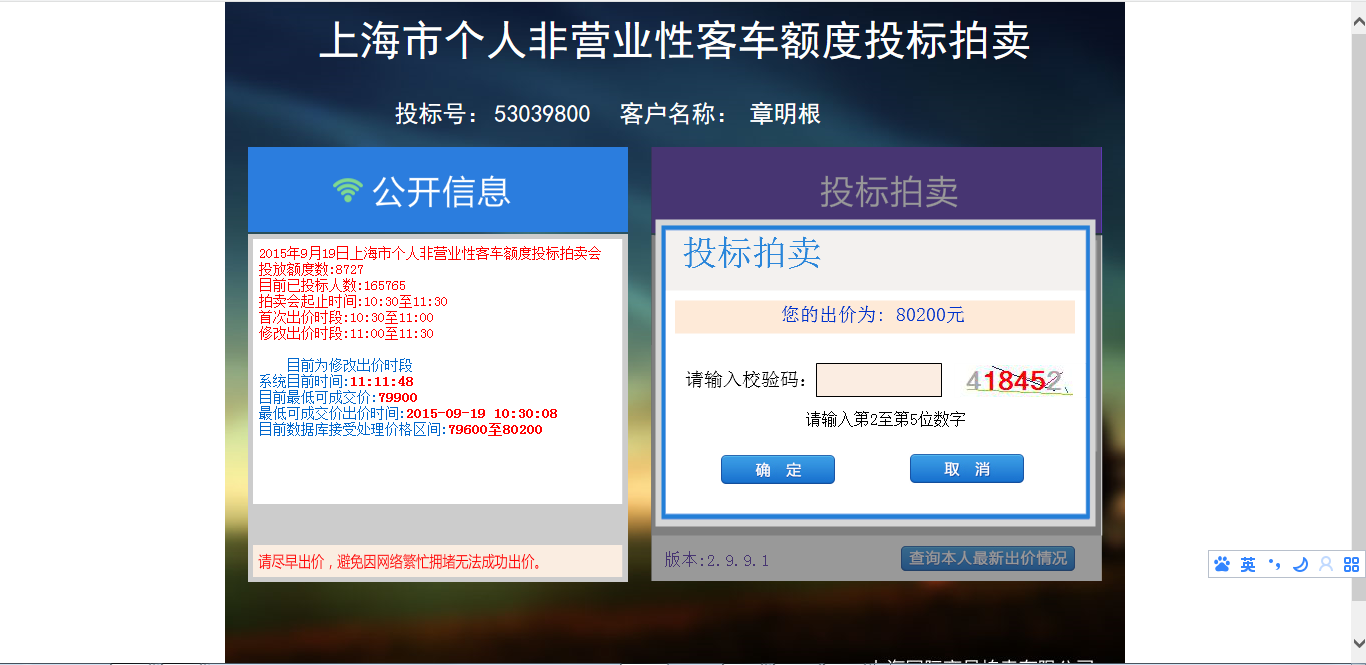 上海市个人非营业性客车额度投标拍卖
投标号： 53039800 客户名称： 章明根
公开信息
2015年9月19日上海市个人非营业性客车额度投标拍卖会
投放额度数:8727
目前已投标人数:165765
拍卖会起止时间:10:30至11:30
首次出价时段:10:30至11:00
修改出价时段:11:00至11:30
目前为修改出价时段
系统目前时间:11:11:48
目前最低可成交价:79900
最低可成交价出价时间:2015-09-19 10:30:08
目前数据库接受处理价格区间:79600至80200
请尽早出价，避免因网络繁忙拥堵无法成功出价。
投标拍卖
投标拍卖
您的出价为: 80200元
请输入校验码：
418452
请输入第2至第5位数字
确 定
取 消
版本:2.9.9.1
查询本人最新出价情况
英
上海国际商品拍卖有限公司